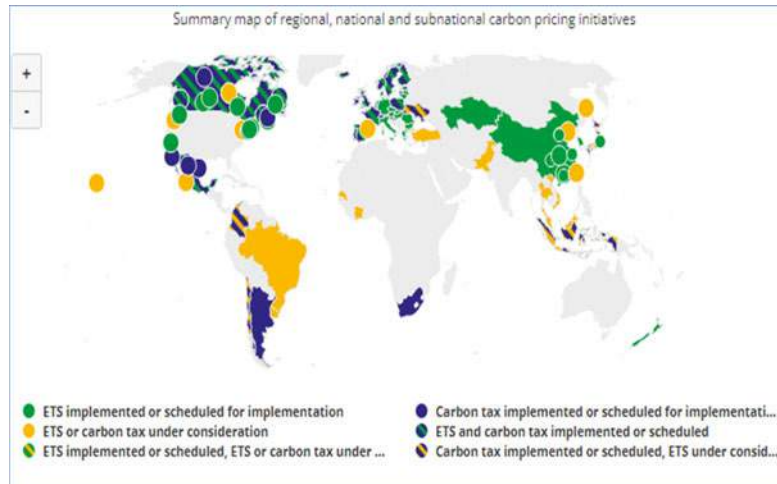 Summary map of regional, national and subnational carbon pricing initiatives
+
-
ETS implemented or scheduled for implementation
Carbon tax implemented or scheduled for implementati...
ETS or carbon tax under consideration
ETS and carbon tax implemented or scheduled
ETS implemented or scheduled, ETS or carbon tax under ...
Carbon tax implemented or scheduled, ETS under consid...